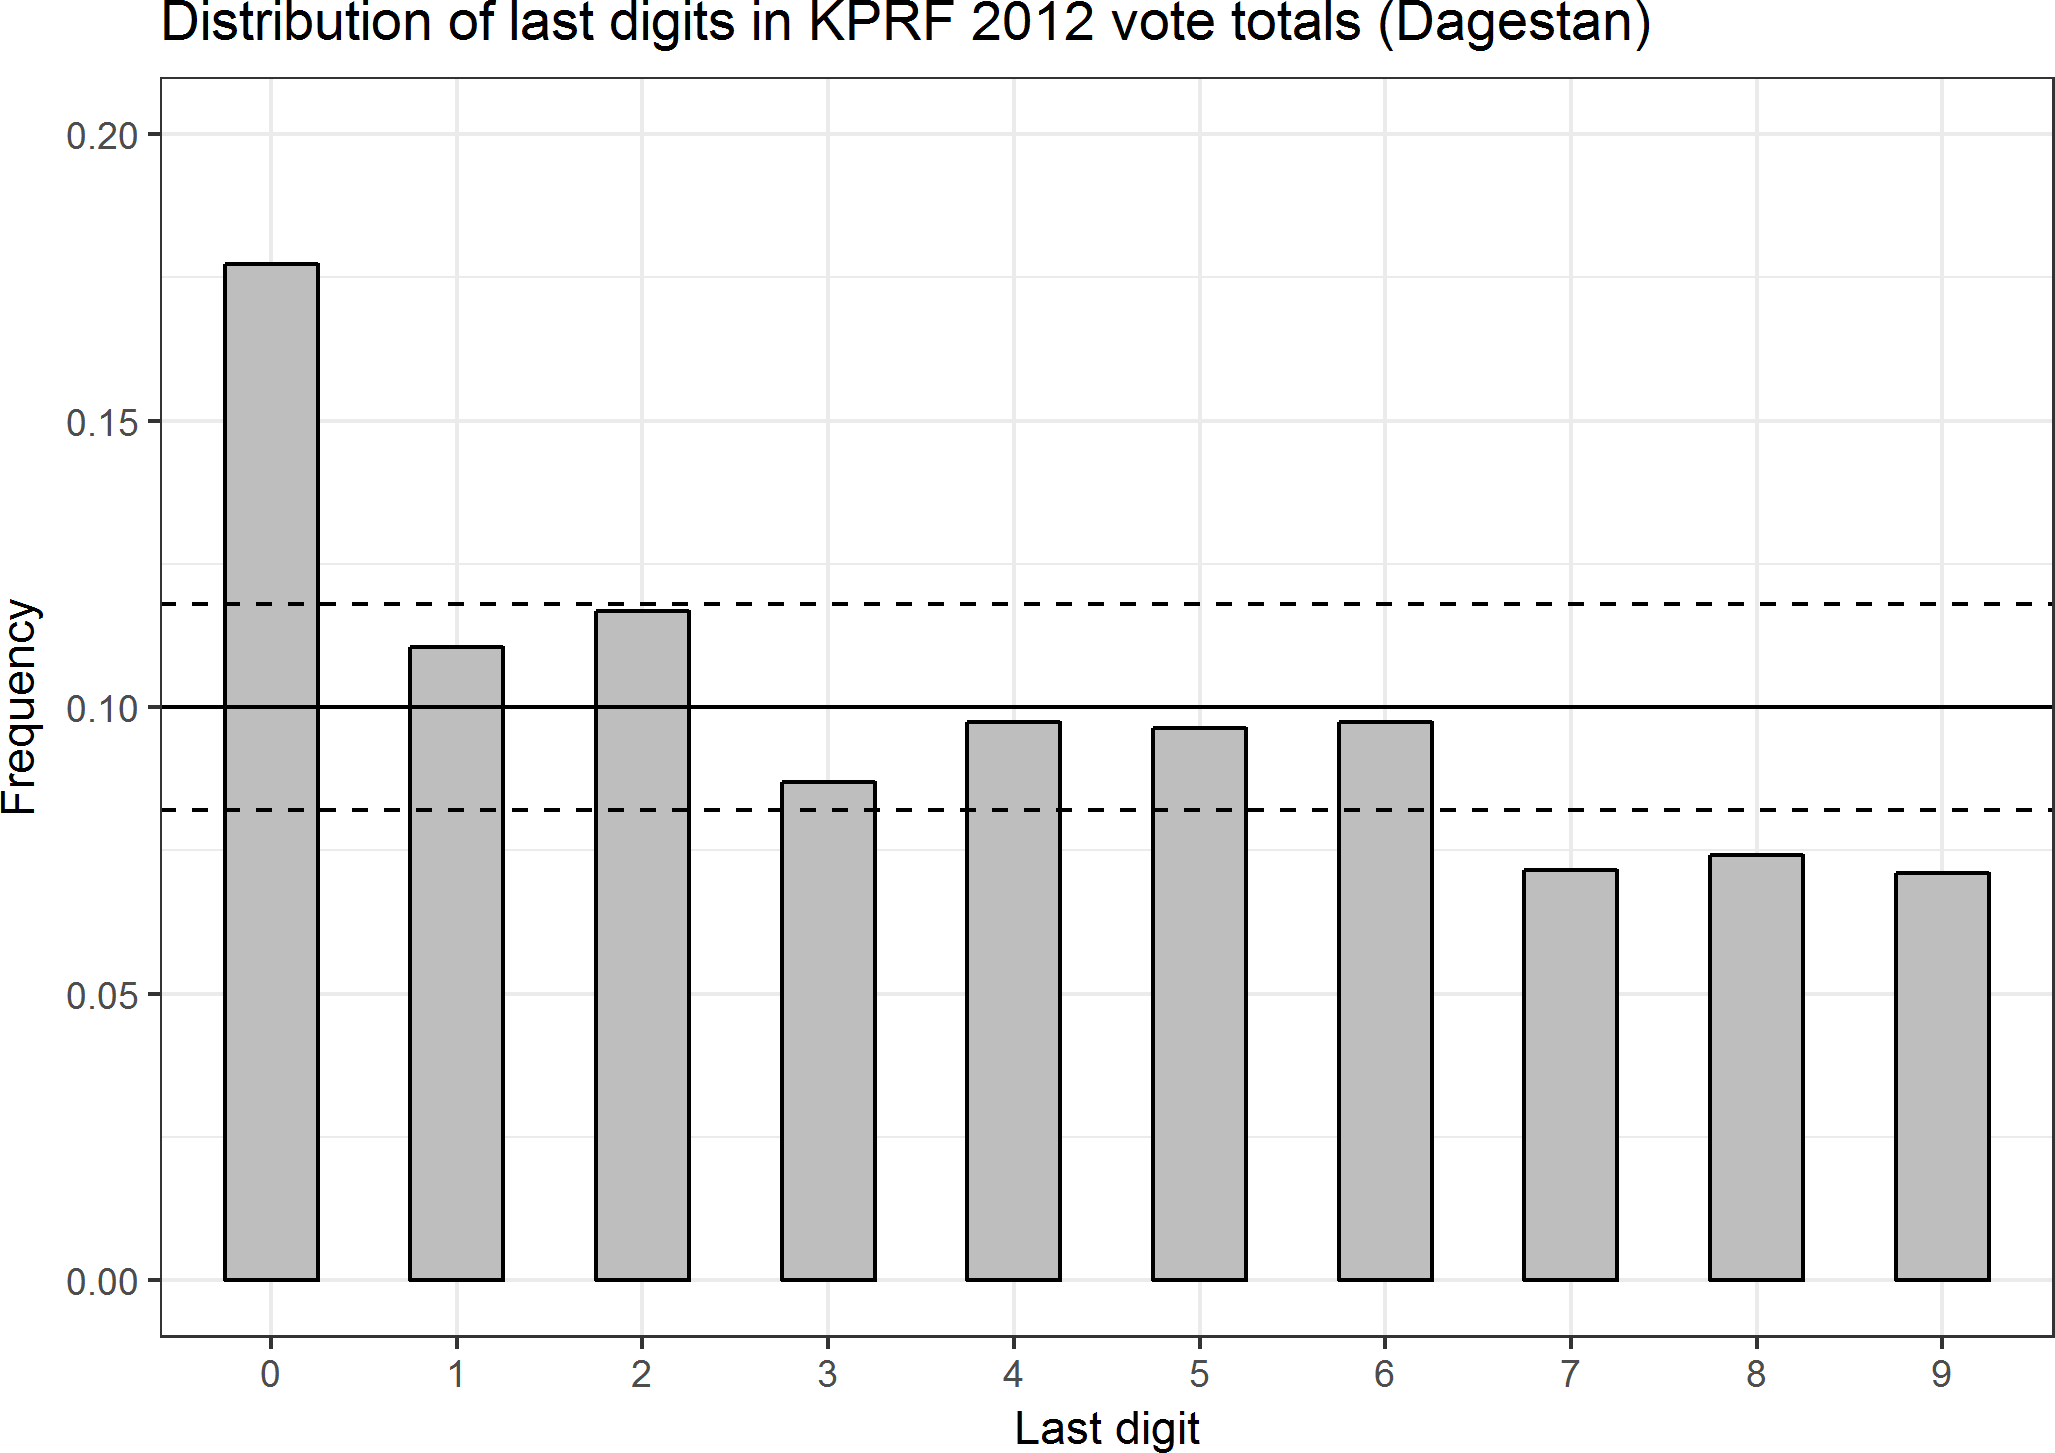 Distribution of last digits in KPRF 2012 vote totals (Dagestan)
0.20
0.15
0.10
0.05
0.00
Frequency
0 1 2 3 4 5 6 7 8 9
Last digit